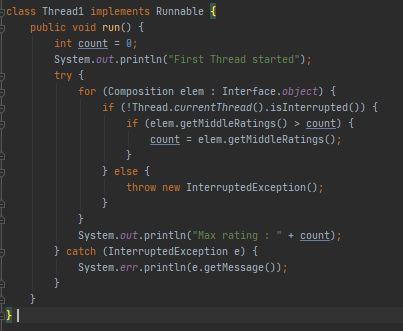 class Thread1 implements Runnable {
    public void run() {
        int count = 0;
        System.out.println("First Thread started");
        try {
            for (Composition elem : Interface.object) {
                if (!Thread.currentThread().isInterrupted()) {
                    if (elem.getMiddleRatings() > count) {
                        count = elem.getMiddleRatings();
                    }
                } else {
                    throw new InterruptedException();
                }
            }
            System.out.println("Max rating : " + count);
        } catch (InterruptedException e) {
            System.err.println(e.getMessage());
        }
    }
}